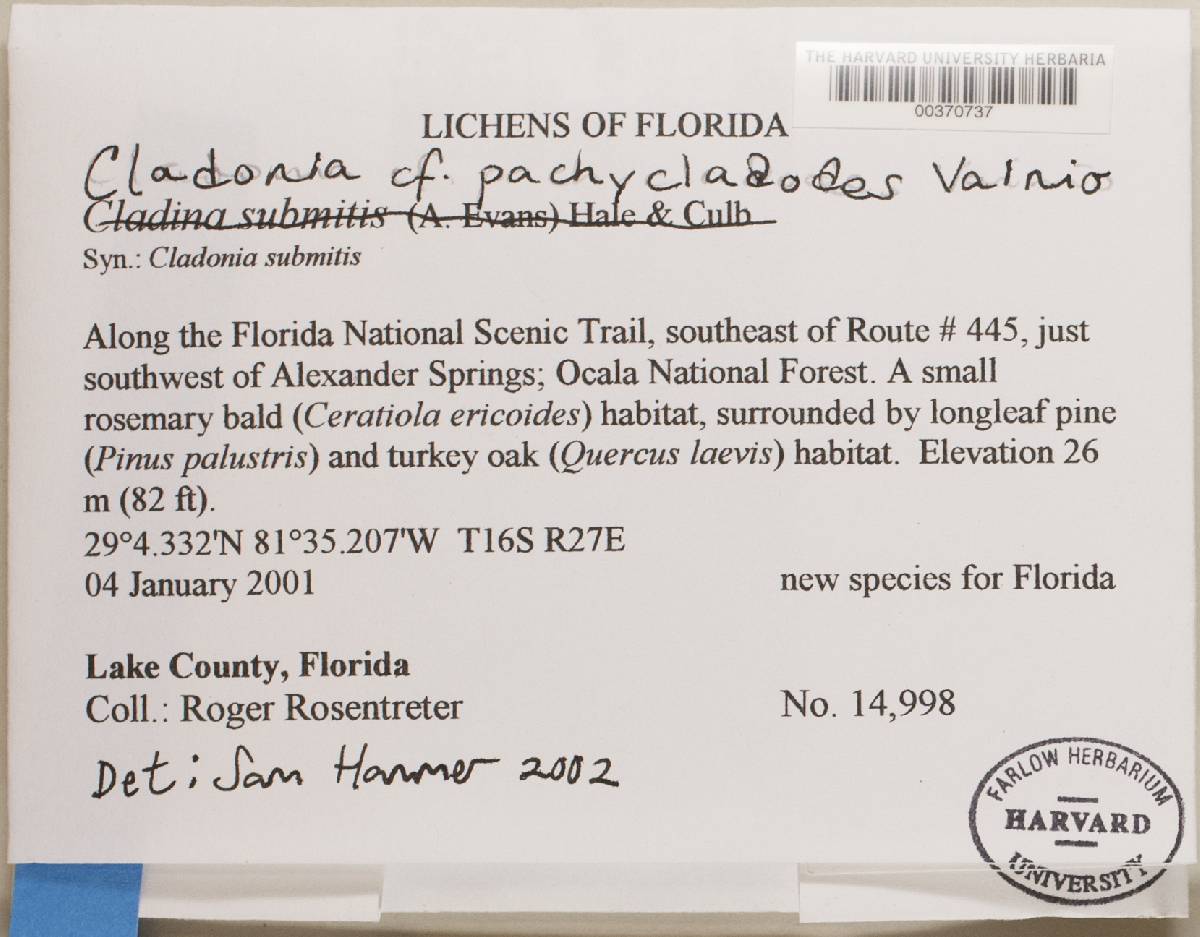 THE HARVARD UNIVERSITY HERBARIA
00370737
LICHENS OF FLORIDA
Cladonia cf. pachycladodes Vainio
Cladina submitis (A. Evans) Hale & Culb
Syn.: Cladonia submitis
Along the Florida National Scenic Trail, southeast of Route # 445, just
southwest of Alexander Springs; Ocala National Forest. A small
rosemary bald (Ceratiola ericoides) habitat, surrounded by longleaf pine
(Pinus palustris) and turkey oak (Quercus laevis) habitat. Elevation 26
m (82 ft).
29°4.332'N 81°35.207'W T16S R27E
04 January 2001
new species for Florida
Lake County, Florida
Coll.: Roger Rosentreter
No. 14,998
Det: Sam Hammer 2002
FARLOW HERBARIUM
HARVARD
UNIVERSITY